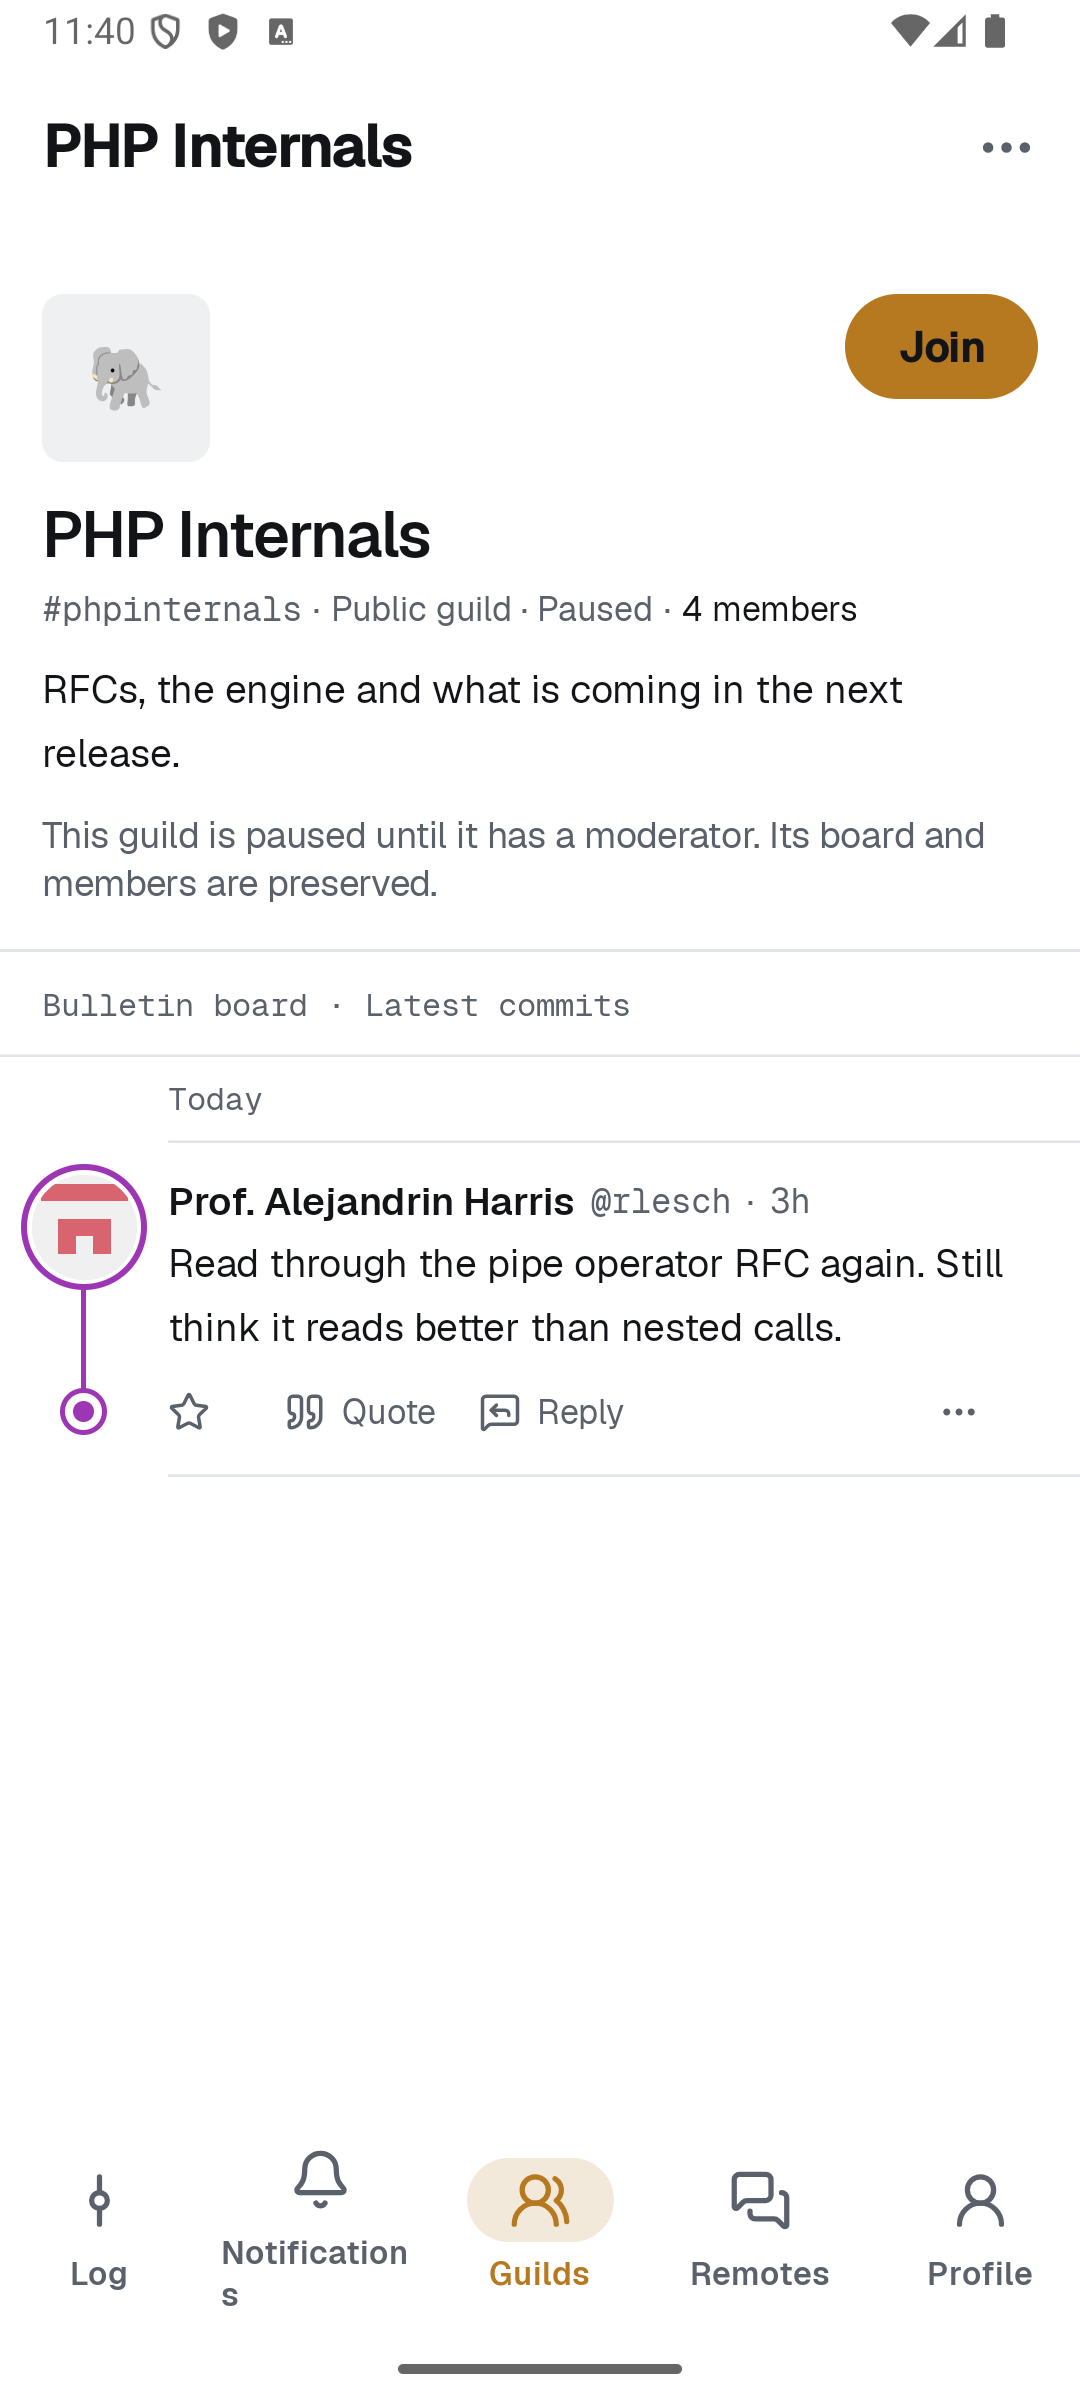 11:40
PHP Internals
Join
PHP Internals
#phpinternals · Public guild · Paused · 4 members
RFCs, the engine and what is coming in the next
release.
This guild is paused until it has a moderator. Its board and
members are preserved.
Bulletin board · Latest commits
Today
Prof. Alejandrin Harris @rlesch · 3h
Read through the pipe operator RFC again. Still
think it reads better than nested calls.
Quote Reply
Log
Notification
s
Guilds
Remotes
Profile